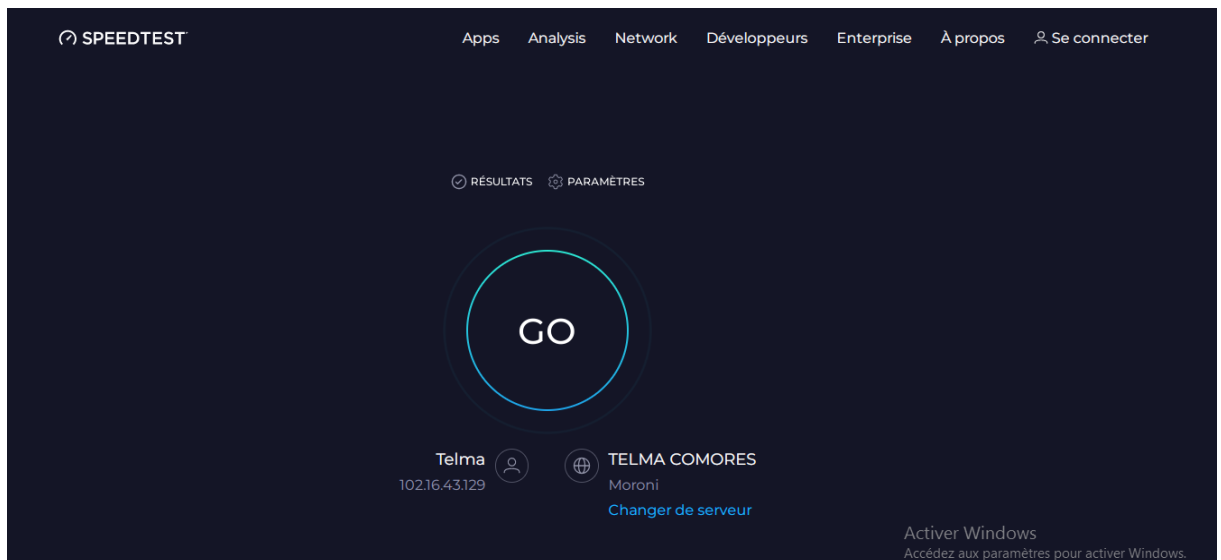 SPEEDTEST Apps Analysis Network Développeurs Enterprise À propos Se connecter
RÉSULTATS PARAMÈTRES
GO
Telma TELMA COMORES
102.16.43.129 Moroni
Changer de serveur
Activer Windows
Accédez aux paramètres pour activer Windows.